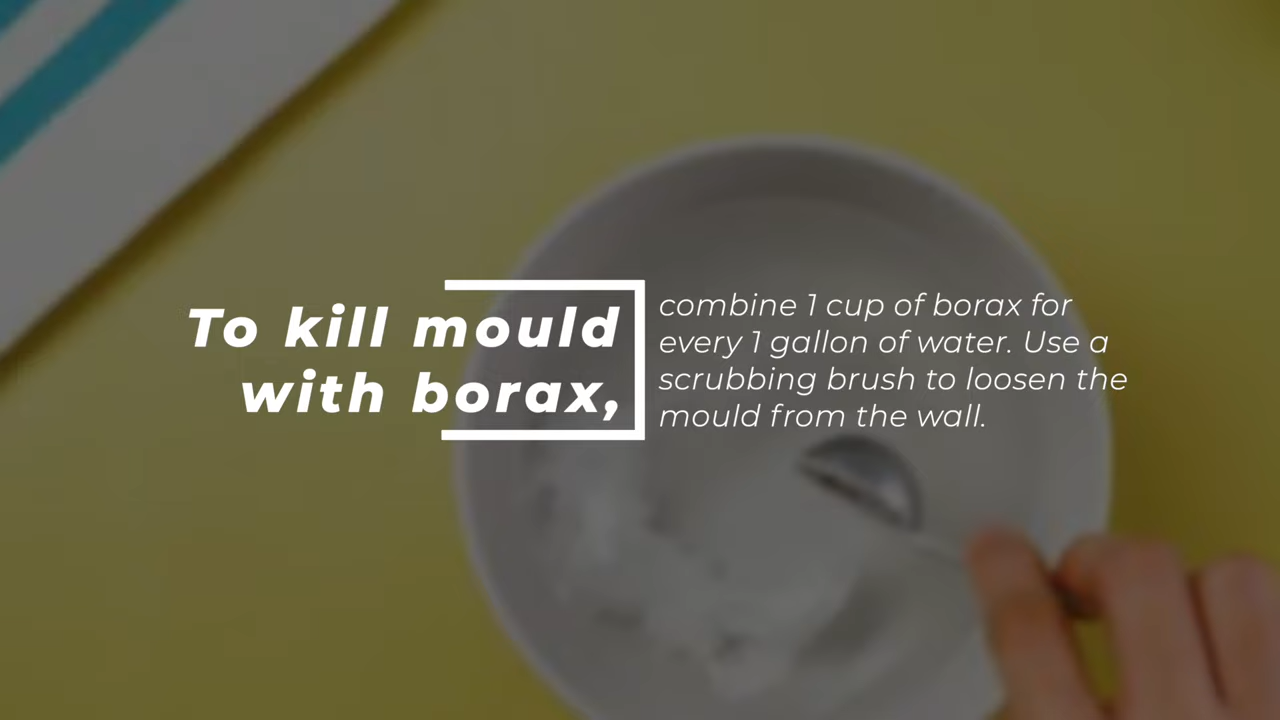 To kill mould
with borax,
combine 1 cup of borax for
every 1 gallon of water. Use a
scrubbing brush to loosen the
mould from the wall.